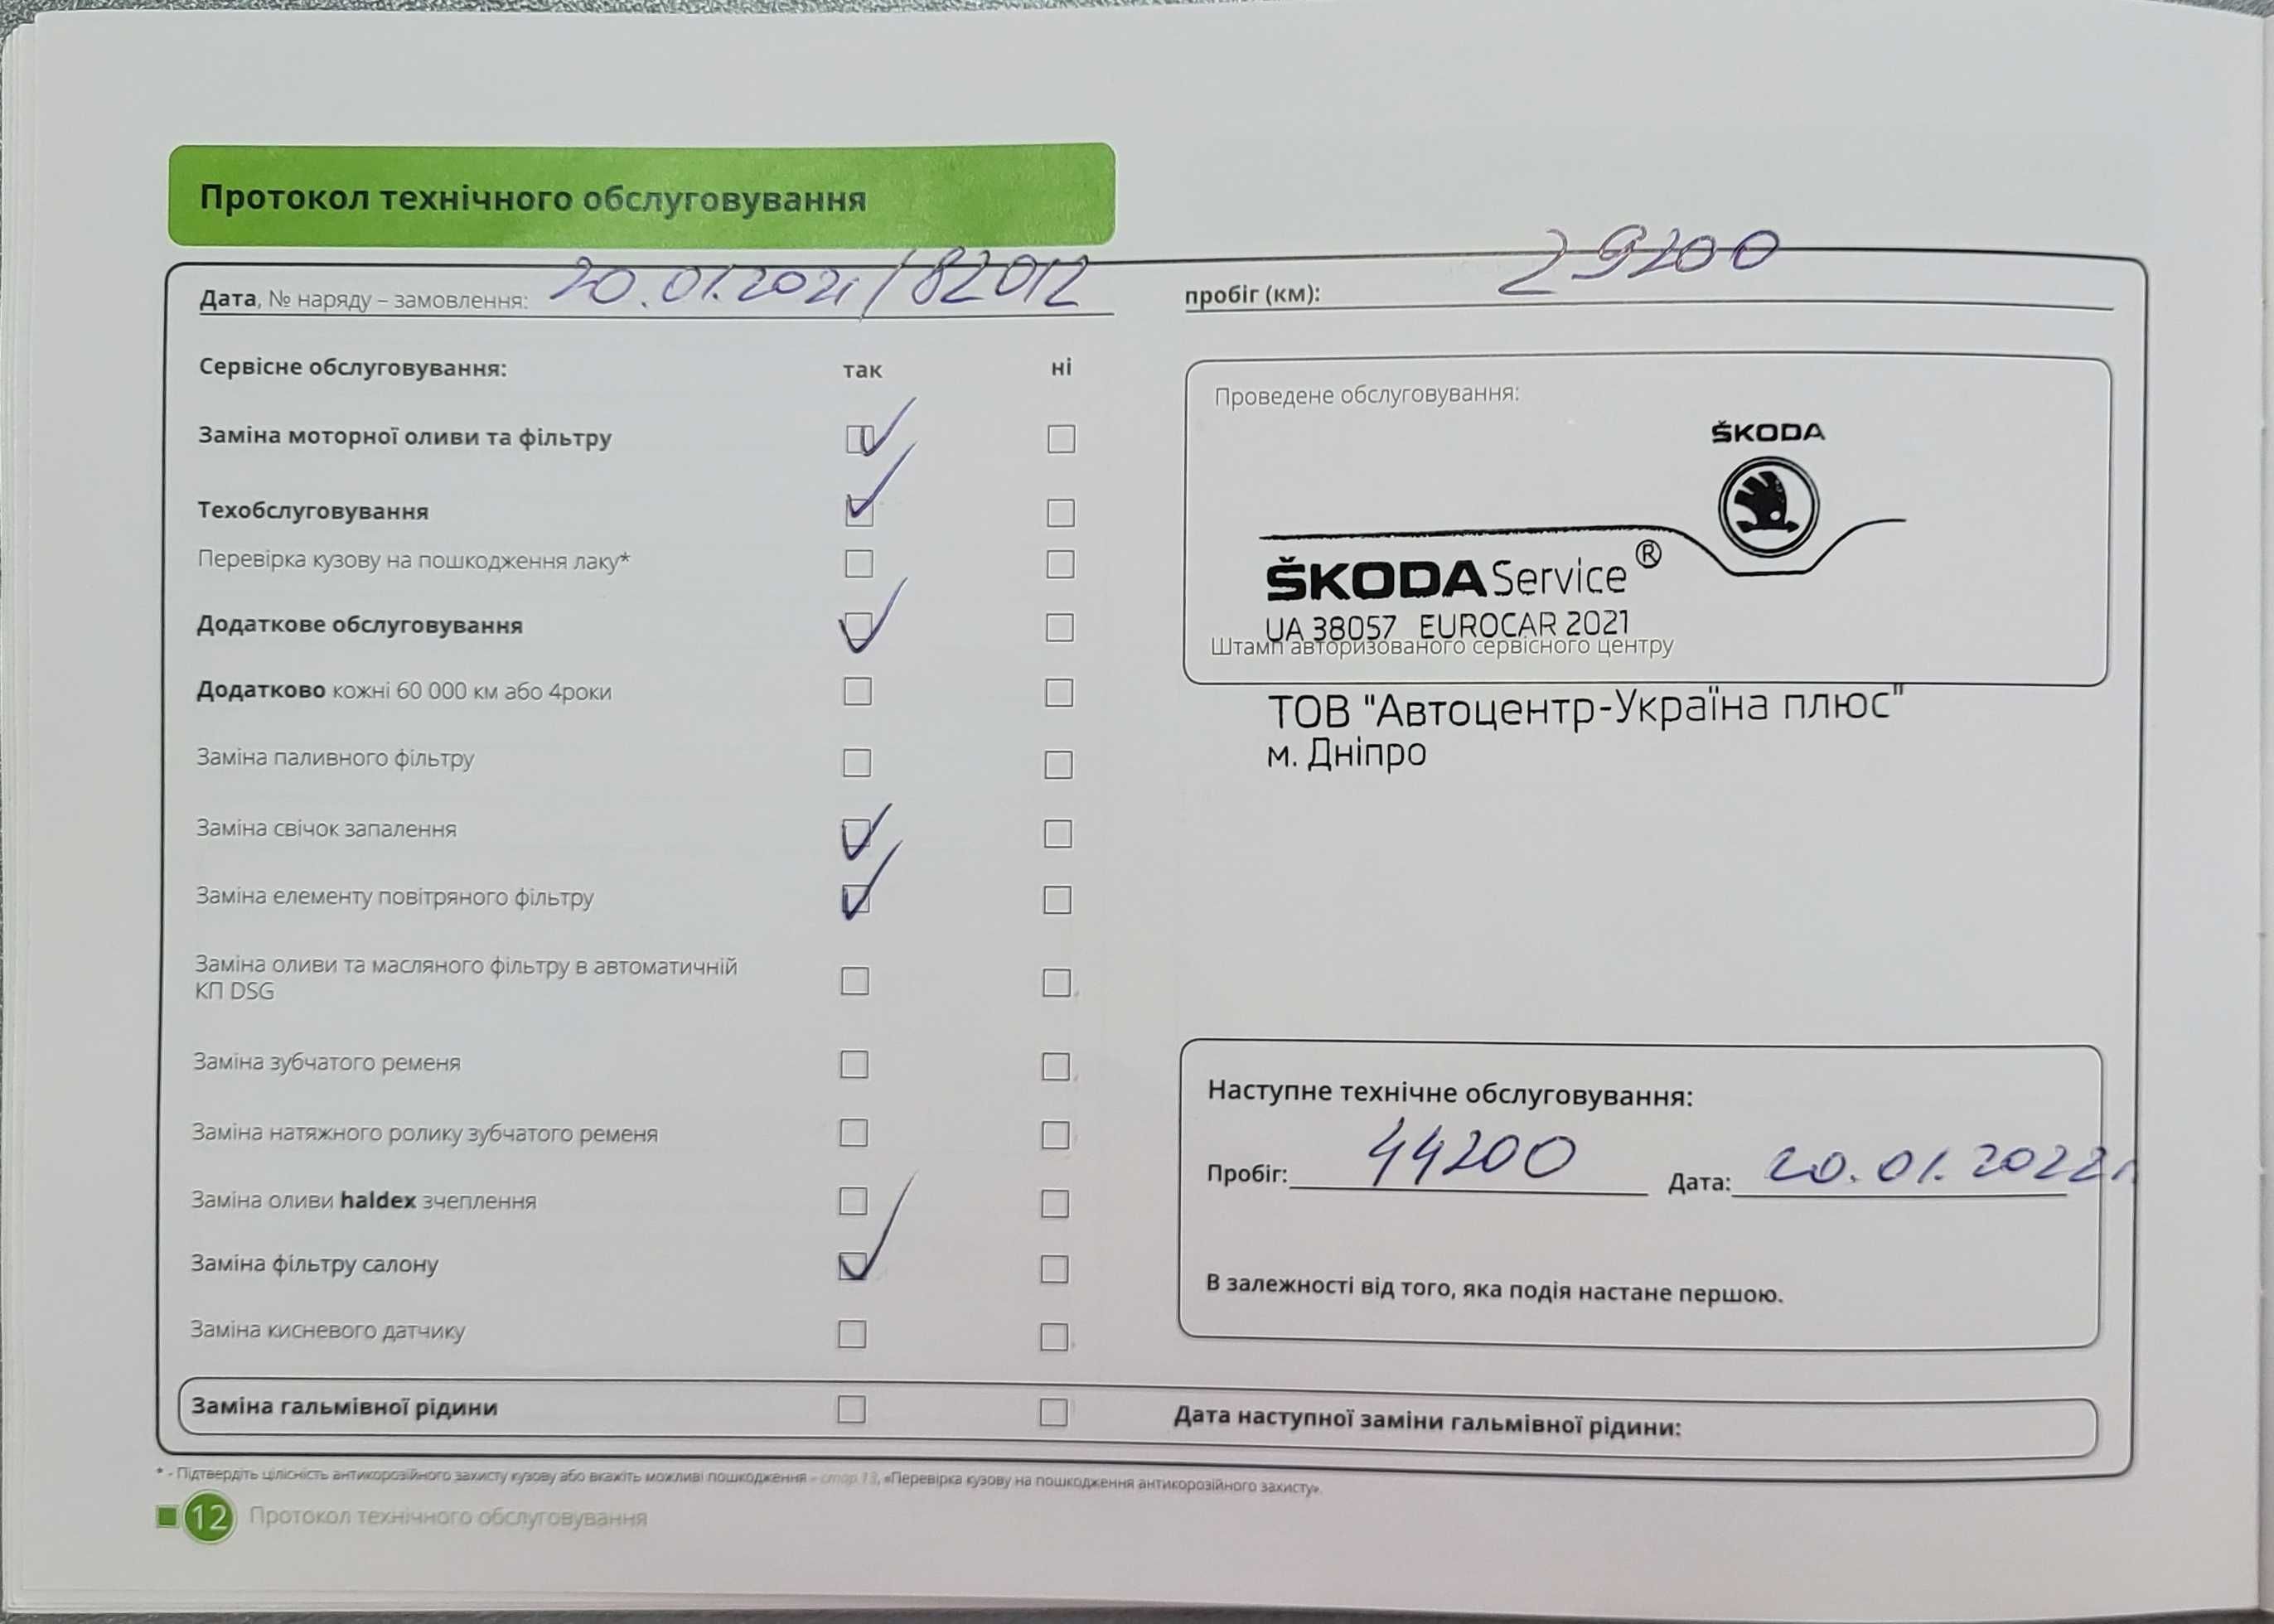 Протокол технічного обслуговування
Дата, № наряду – замовлення: 20.01.2021 / 82012
пробіг (км): 29200
Сервісне обслуговування: так ні
Заміна моторної оливи та фільтру
Техобслуговування
Перевірка кузову на пошкодження лаку*
Додаткове обслуговування
Додатково кожні 60 000 км або 4роки
Заміна паливного фільтру
Заміна свічок запалення
Заміна елементу повітряного фільтру
Заміна оливи та масляного фільтру в автоматичній
КП DSG
Заміна зубчатого ременя
Заміна натяжного ролику зубчатого ременя
Заміна оливи haldex зчеплення
Заміна фільтру салону
Заміна кисневого датчику
Заміна гальмівної рідини
Проведене обслуговування:
ŠKODA
ŠKODA Service ®
UA 38057 EUROCAR 2021
Штамп авторизованого сервісного центру
ТОВ "Автоцентр-Україна плюс"
м. Дніпро
Наступне технічне обслуговування:
Пробіг: 44200 Дата: 20.01.2022
В залежності від того, яка подія настане першою.
Дата наступної заміни гальмівної рідини:
* - Підтвердіть цілісність антикорозійного захисту кузову або вкажіть можливі пошкодження - стор 13, «Перевірка кузову на пошкодження антикорозійного захисту».
12 Протокол технічного обслуговування